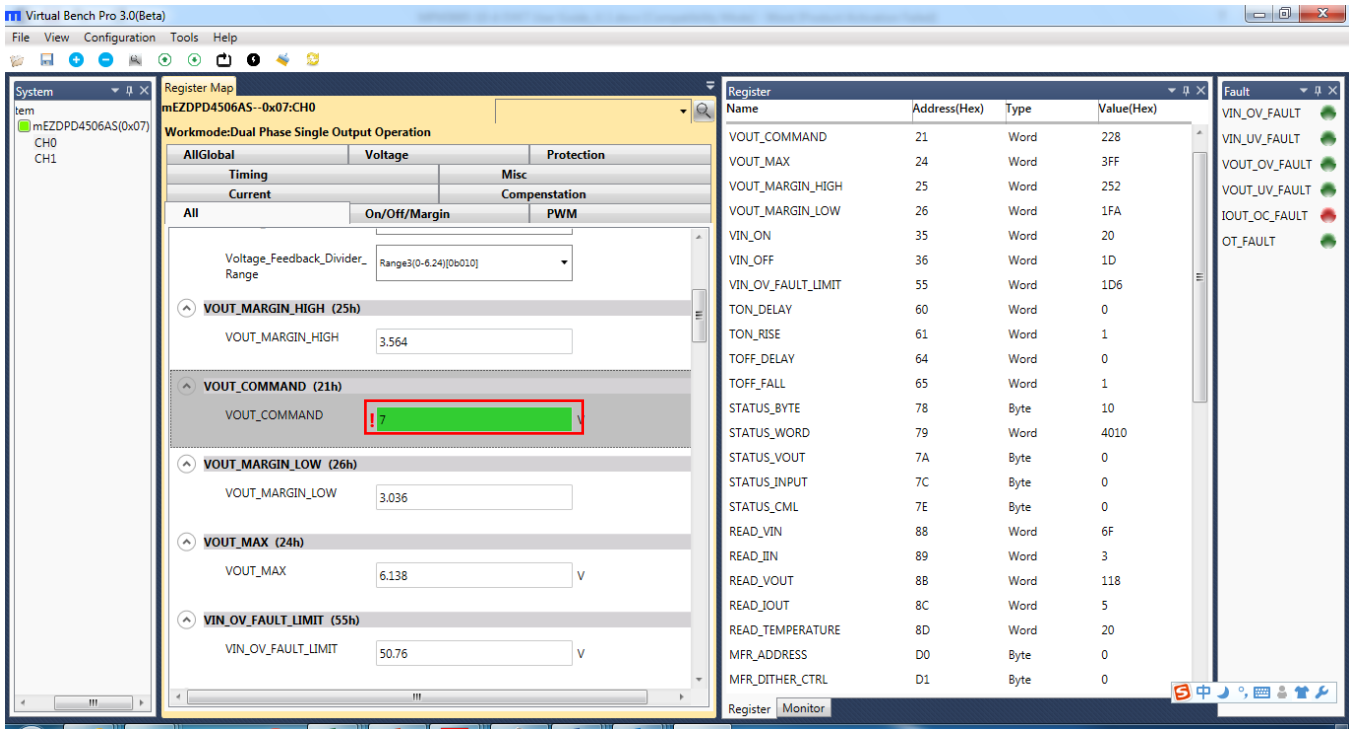 Virtual Bench Pro 3.0(Beta)
File View Configuration Tools Help
System
tem
mEZDPD4506AS(0x07)
CH0
CH1
Register Map
mEZDPD4506AS--0x07:CH0
Workmode:Dual Phase Single Output Operation
AllGlobal Voltage Protection
Timing Misc
Current Compenstation
All On/Off/Margin PWM
Voltage_Feedback_Divider_
Range
Range3(0-6.24)[0b010]
VOUT_MARGIN_HIGH (25h)
VOUT_MARGIN_HIGH 3.564
VOUT_COMMAND (21h)
VOUT_COMMAND ! 7 V
VOUT_MARGIN_LOW (26h)
VOUT_MARGIN_LOW 3.036
VOUT_MAX (24h)
VOUT_MAX 6.138 V
VIN_OV_FAULT_LIMIT (55h)
VIN_OV_FAULT_LIMIT 50.76 V
Register
Name Address(Hex) Type Value(Hex)
VOUT_COMMAND 21 Word 228
VOUT_MAX 24 Word 3FF
VOUT_MARGIN_HIGH 25 Word 252
VOUT_MARGIN_LOW 26 Word 1FA
VIN_ON 35 Word 20
VIN_OFF 36 Word 1D
VIN_OV_FAULT_LIMIT 55 Word 1D6
TON_DELAY 60 Word 0
TON_RISE 61 Word 1
TOFF_DELAY 64 Word 0
TOFF_FALL 65 Word 1
STATUS_BYTE 78 Byte 10
STATUS_WORD 79 Word 4010
STATUS_VOUT 7A Byte 0
STATUS_INPUT 7C Byte 0
STATUS_CML 7E Byte 0
READ_VIN 88 Word 6F
READ_IIN 89 Word 3
READ_VOUT 8B Word 118
READ_IOUT 8C Word 5
READ_TEMPERATURE 8D Word 20
MFR_ADDRESS D0 Byte 0
MFR_DITHER_CTRL D1 Byte 0
Register Monitor
Fault
VIN_OV_FAULT
VIN_UV_FAULT
VOUT_OV_FAULT
VOUT_UV_FAULT
IOUT_OC_FAULT
OT_FAULT
中